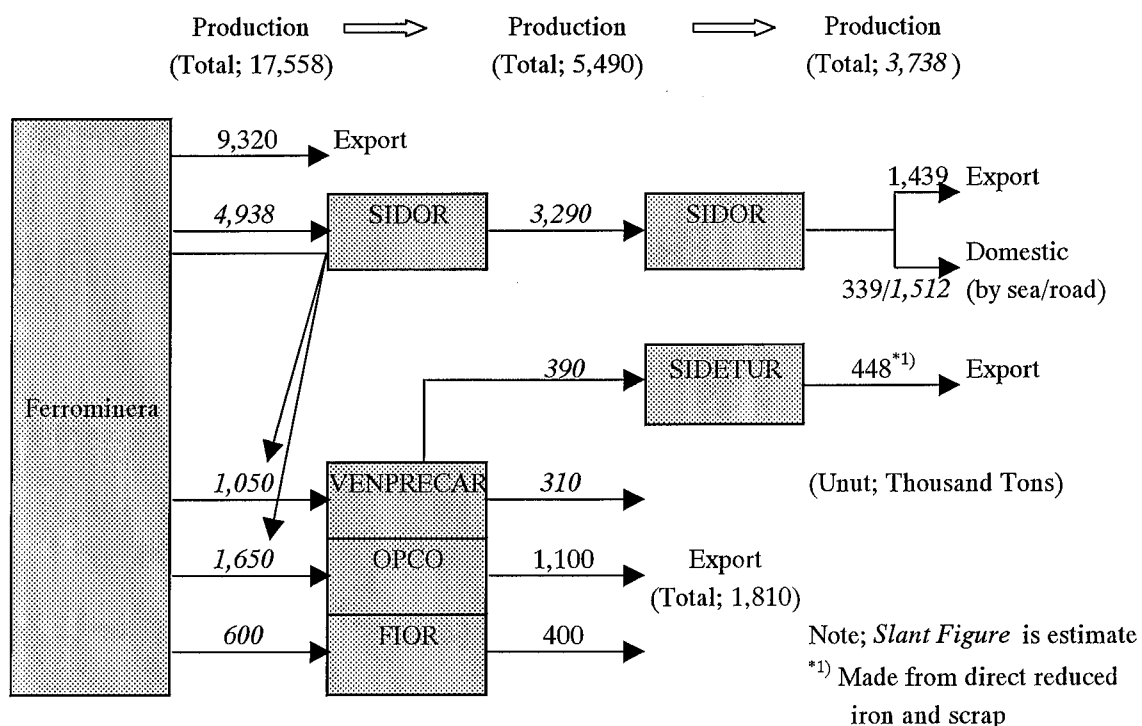 Production Production Production
(Total; 17,558) (Total; 5,490) (Total; 3,738)
9,320 Export
4,938 SIDOR 3,290 SIDOR 1,439 Export
Domestic
339/1,512 (by sea/road)
390 SIDETUR 448*1) Export
Ferrominera
1,050 VENPRECAR 310 (Unut; Thousand Tons)
1,650 OPCO 1,100 Export
(Total; 1,810)
600 FIOR 400 Note; Slant Figure is estimate
*1) Made from direct reduced
iron and scrap